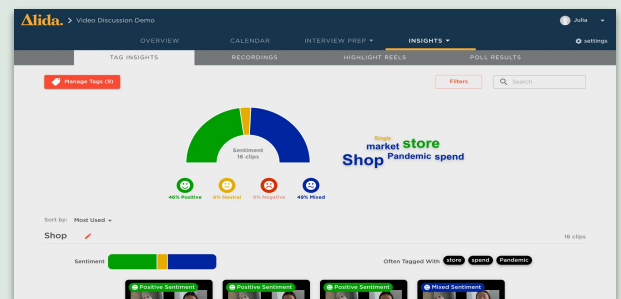 Alida. > Video Discussion Demo
Julia
OVERVIEW CALENDAR INTERVIEW PREP INSIGHTS settings
TAG INSIGHTS RECORDINGS HIGHLIGHT REELS POLL RESULTS
Manage Tags (9) Filters Search
Sentiment
16 clips
Single
market store
Shop Pandemic spend
46% Positive 6% Neutral 0% Negative 49% Mixed
Sort by: Most Used
Shop 16 clips
Sentiment Often Tagged With store spend Pandemic
Positive Sentiment Positive Sentiment Positive Sentiment Mixed Sentiment